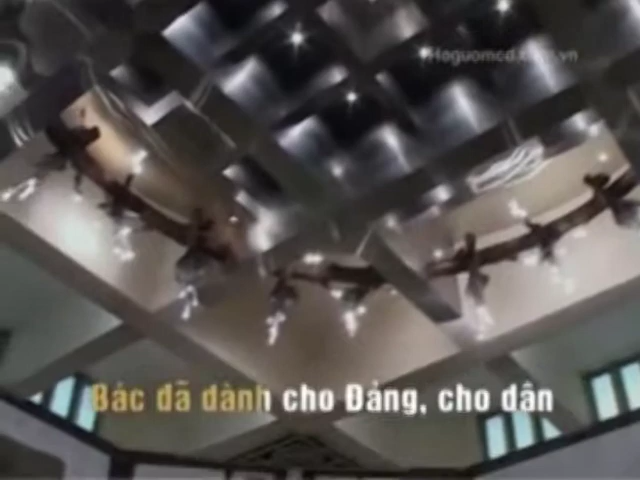 Bác đã dành cho Đảng, cho dân